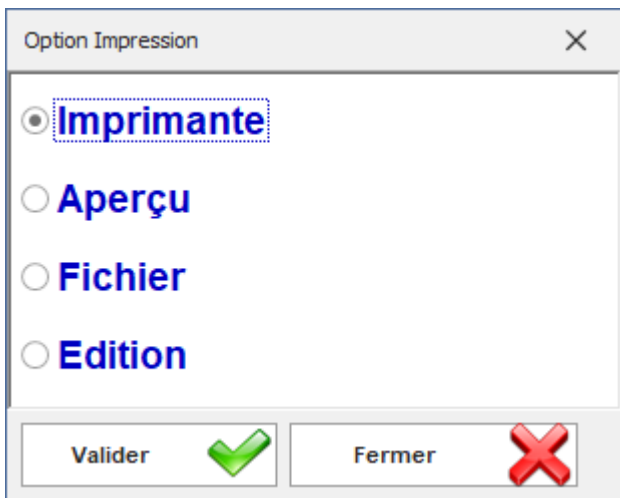 Option Impression
Imprimante
Aperçu
Fichier
Edition
Valider Fermer